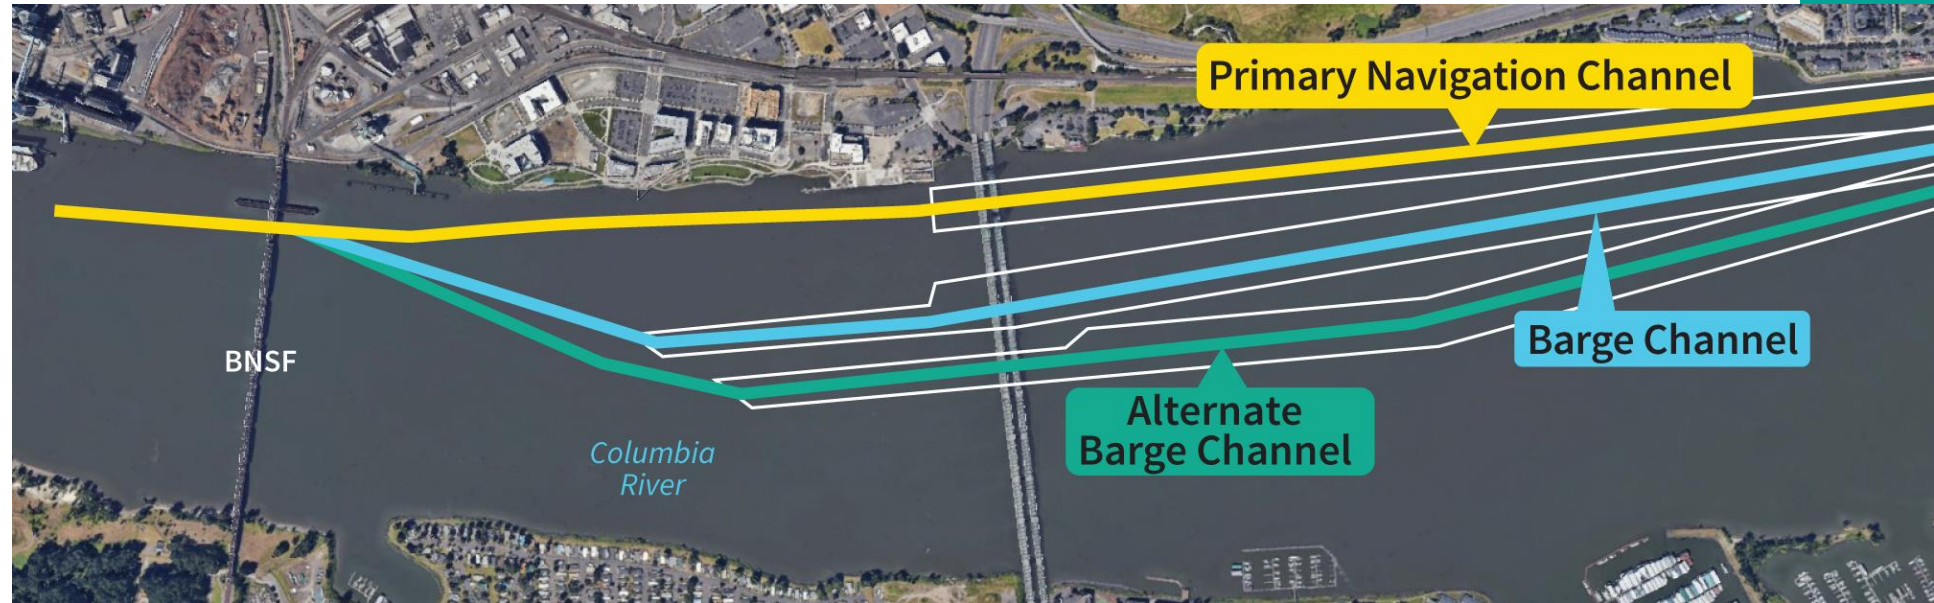 Primary Navigation Channel
Barge Channel
BNSF
Alternate
Barge Channel
Columbia
River